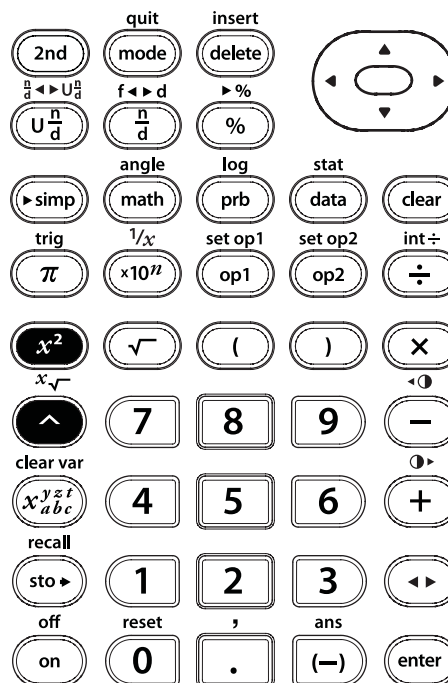 quit insert
2nd mode delete
n/d ◄ ► U n/d f ◄ ► d ► %
U n/d n/d %
angle log stat
► simp math prb data clear
trig 1/x set op1 set op2 int ÷
π ×10ⁿ op1 op2 ÷
x² √ ( ) ×
ˣ√ ◄
^ 7 8 9 −
clear var ►
x y z t a b c 4 5 6 +
recall
sto ► 1 2 3 ◄ ►
off reset , ans
on 0 . (−) enter